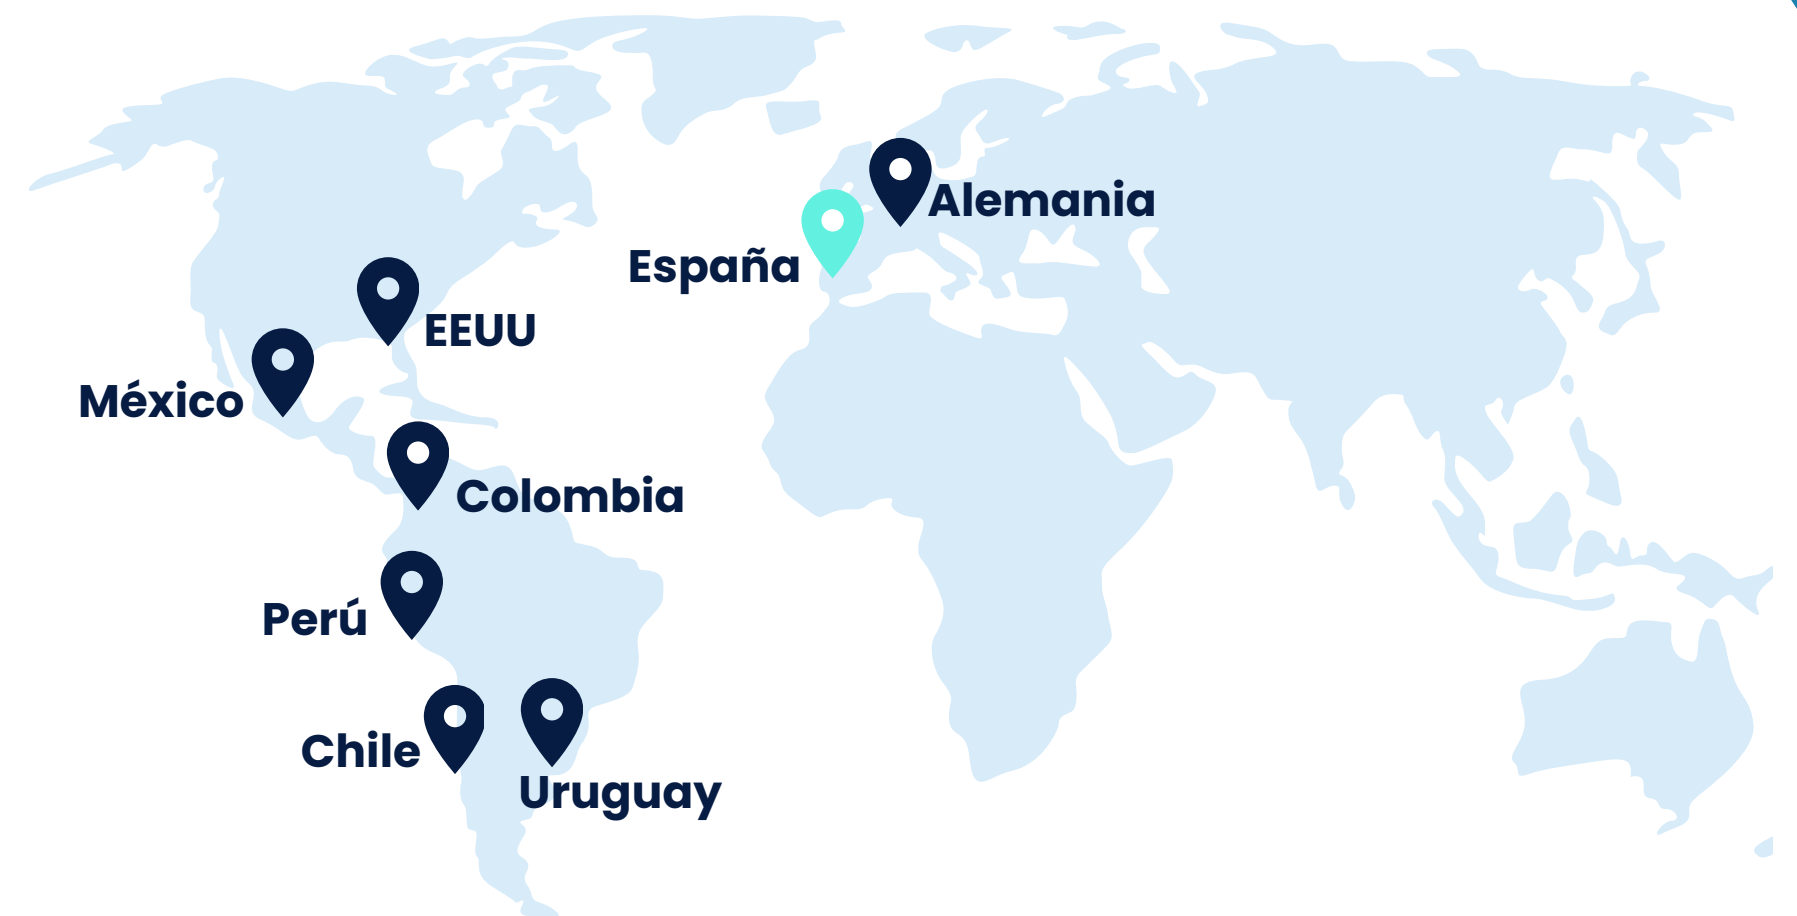 Alemania
España
EEUU
México
Colombia
Perú
Chile
Uruguay